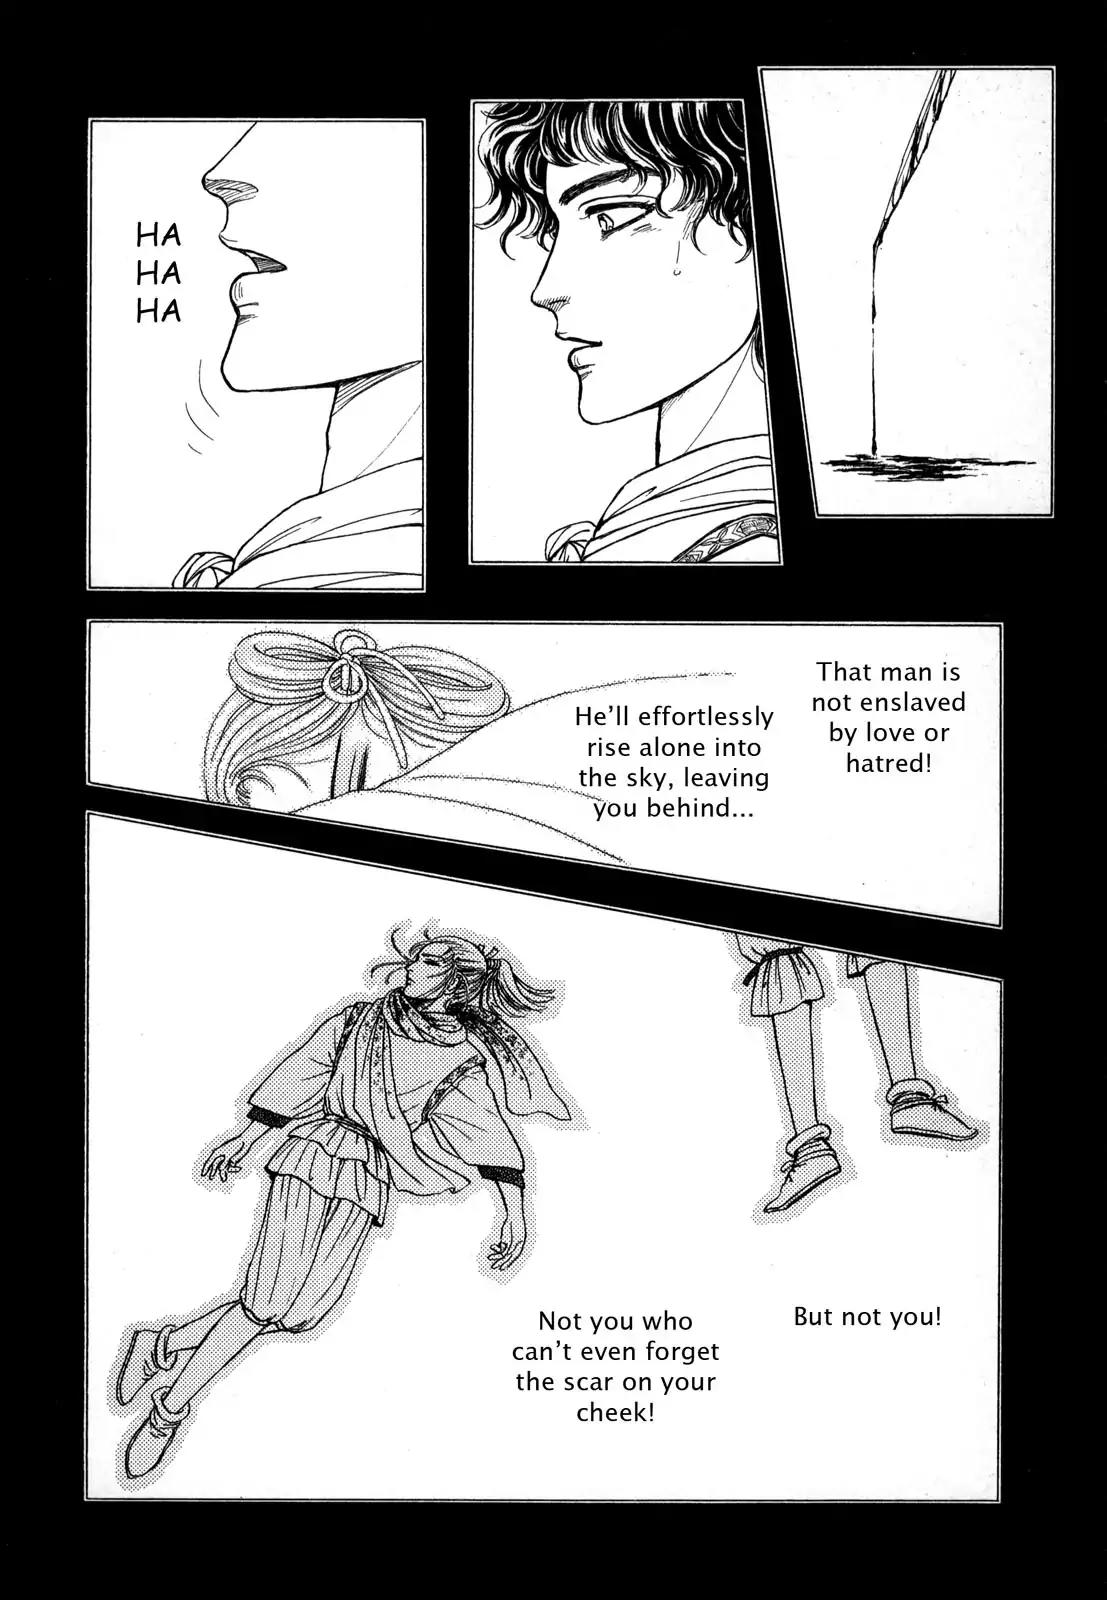 HA
HA
HA
That man is
not enslaved
by love or
hatred!
He'll effortlessly
rise alone into
the sky, leaving
you behind...
But not you!
Not you who
can't even forget
the scar on your
cheek!